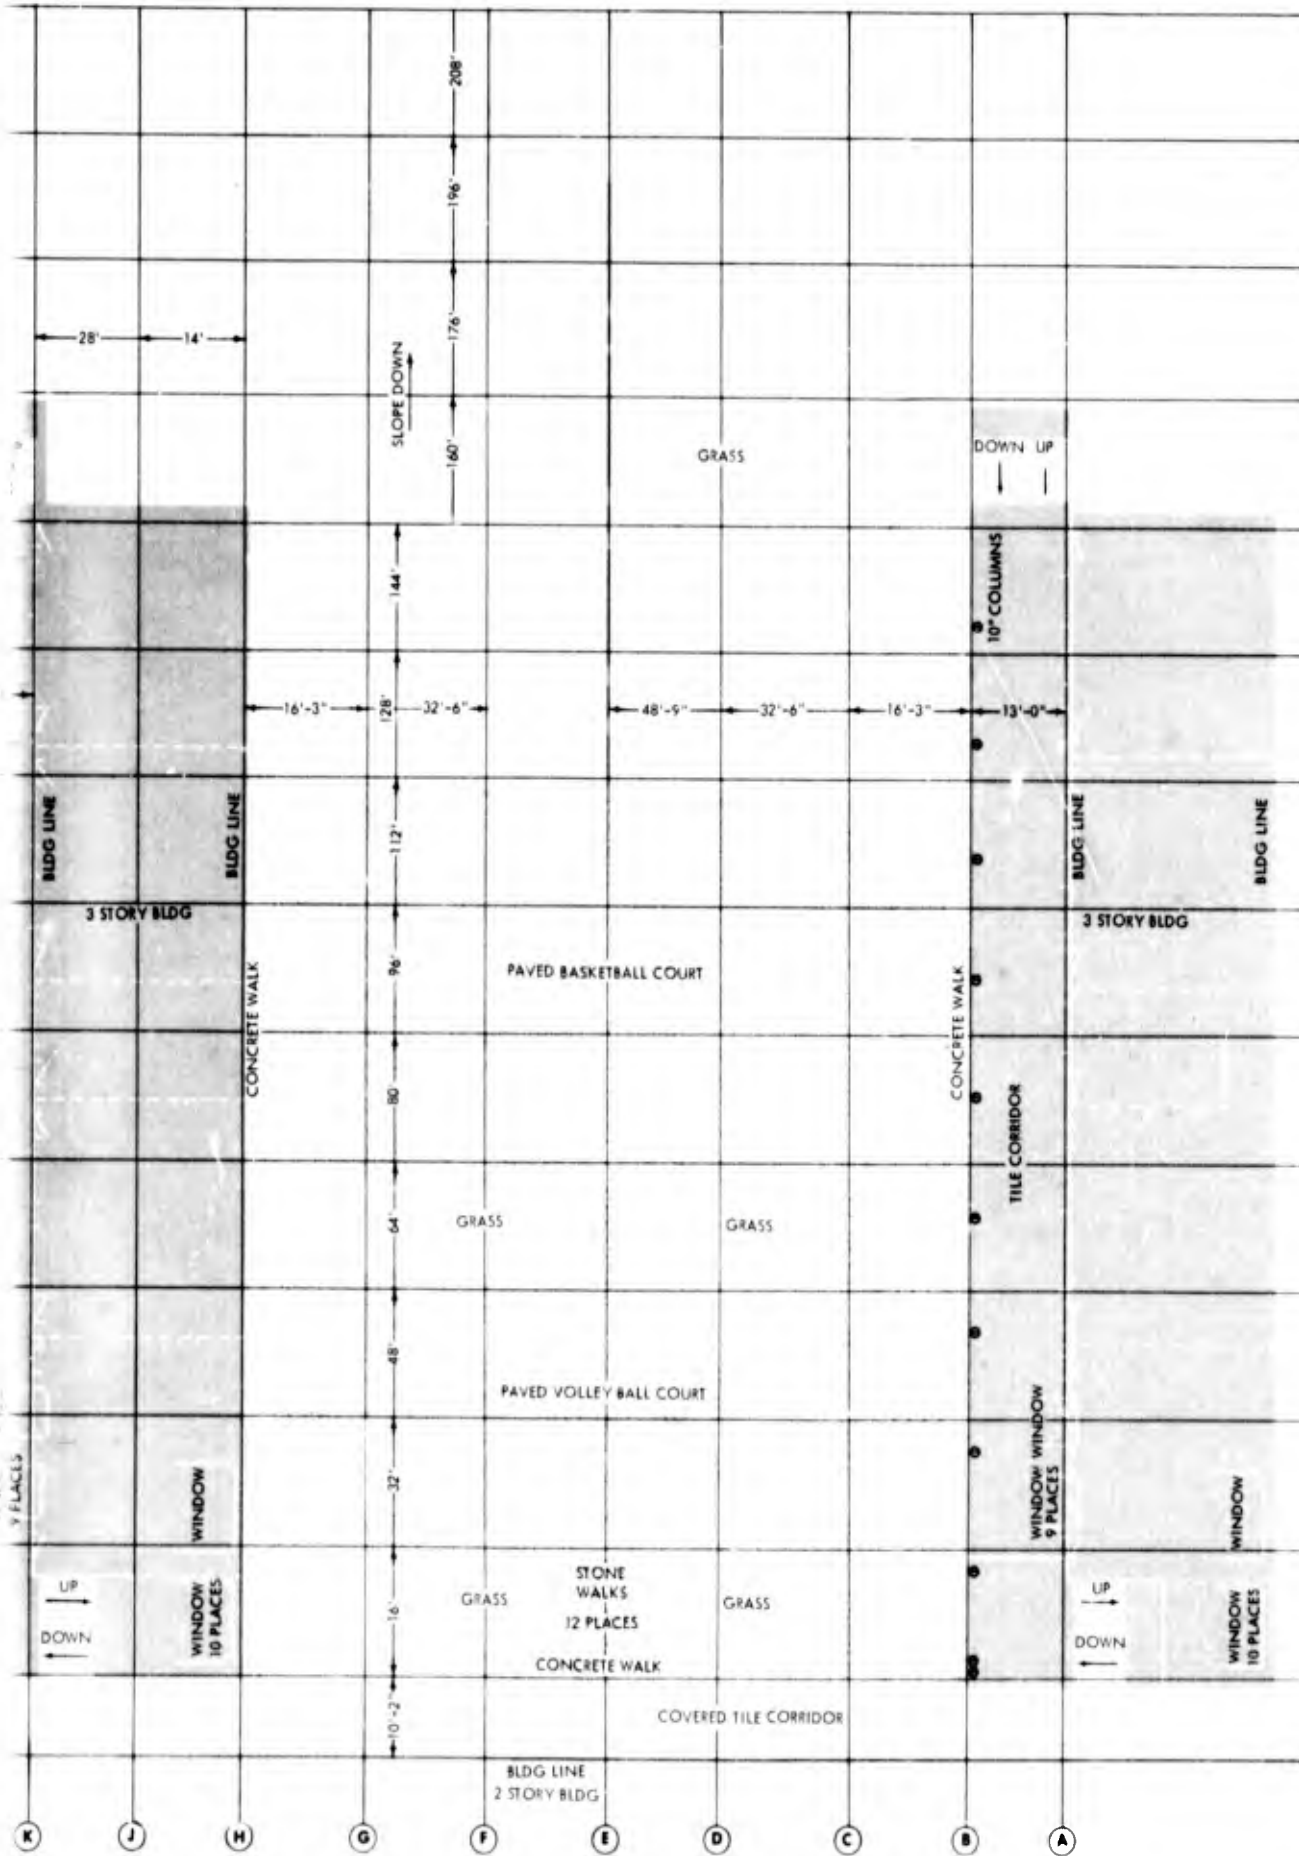 208'
196'
28'
14'
176'
SLOPE DOWN
160'
GRASS
DOWN UP
144'
10" COLUMNS
16'-3"
128'
32'-6"
48'-9"
32'-6"
16'-3"
13'-0"
BLDG LINE
BLDG LINE
112'
BLDG LINE
BLDG LINE
3 STORY BLDG
3 STORY BLDG
96'
PAVED BASKETBALL COURT
CONCRETE WALK
CONCRETE WALK
80'
TILE CORRIDOR
64'
GRASS
GRASS
48'
PAVED VOLLEY BALL COURT
9 PLACES
WINDOW
32'
WINDOW WINDOW
9 PLACES
WINDOW
UP
DOWN
WINDOW
10 PLACES
16'
GRASS
STONE
WALKS
12 PLACES
GRASS
UP
DOWN
WINDOW
10 PLACES
CONCRETE WALK
10'-2"
COVERED TILE CORRIDOR
BLDG LINE
2 STORY BLDG
K J H G F E D C B A